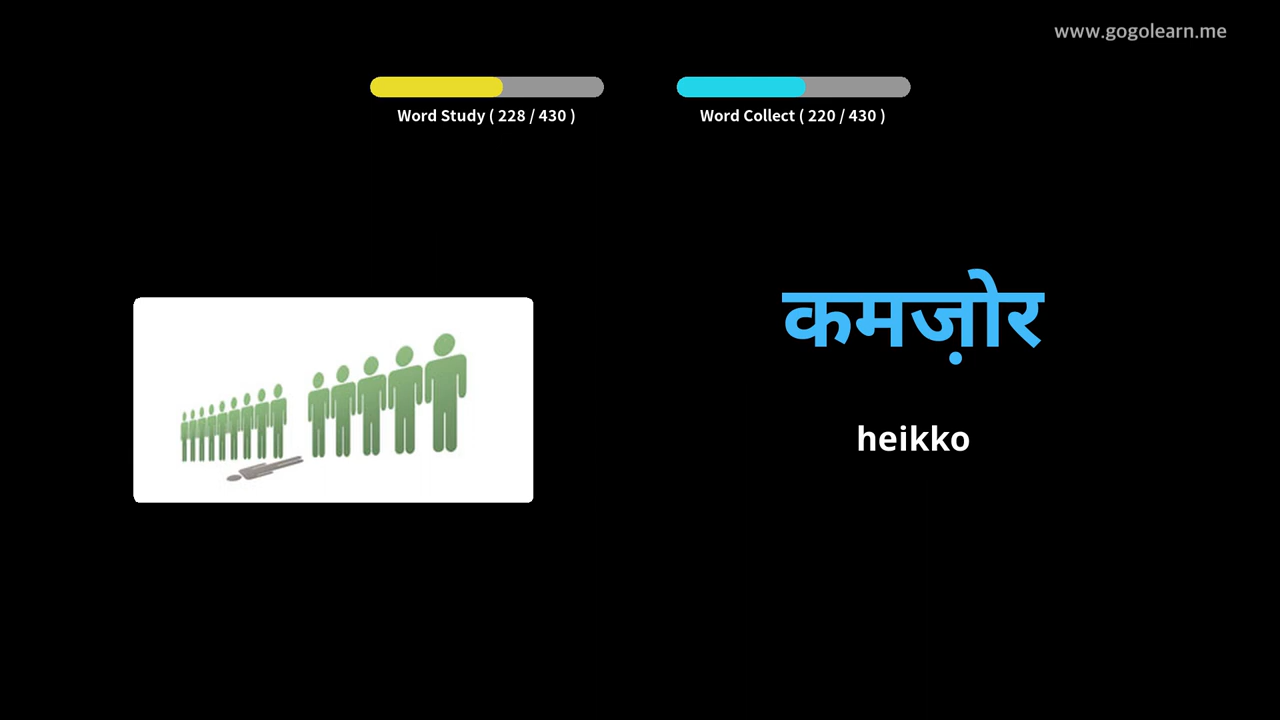 www.gogolearn.me
Word Study ( 228 / 430 )
Word Collect ( 220 / 430 )
कमज़ोर
heikko